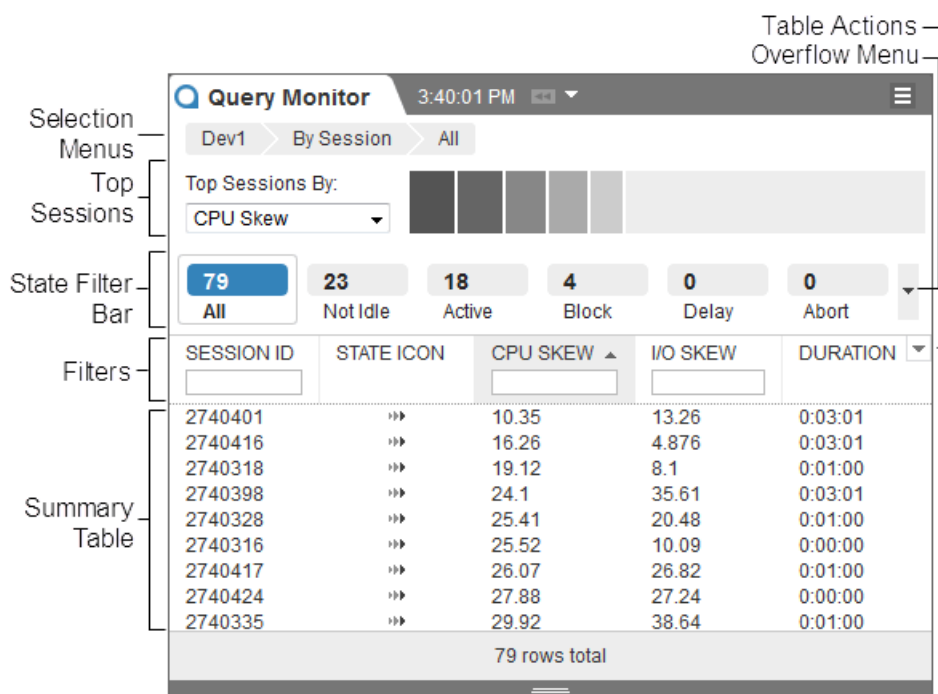 Table Actions
Overflow Menu
Query Monitor 3:40:01 PM
Selection Menus
Dev1 By Session All
Top Sessions
Top Sessions By:
CPU Skew
State Filter Bar
79 23 18 4 0 0
All Not Idle Active Block Delay Abort
Filters
SESSION ID STATE ICON CPU SKEW I/O SKEW DURATION
Summary Table
2740401 10.35 13.26 0:03:01
2740416 16.26 4.876 0:03:01
2740318 19.12 8.1 0:01:00
2740398 24.1 35.61 0:03:01
2740328 25.41 20.48 0:01:00
2740316 25.52 10.09 0:00:00
2740417 26.07 26.82 0:01:00
2740424 27.88 27.24 0:00:00
2740335 29.92 38.64 0:01:00
79 rows total